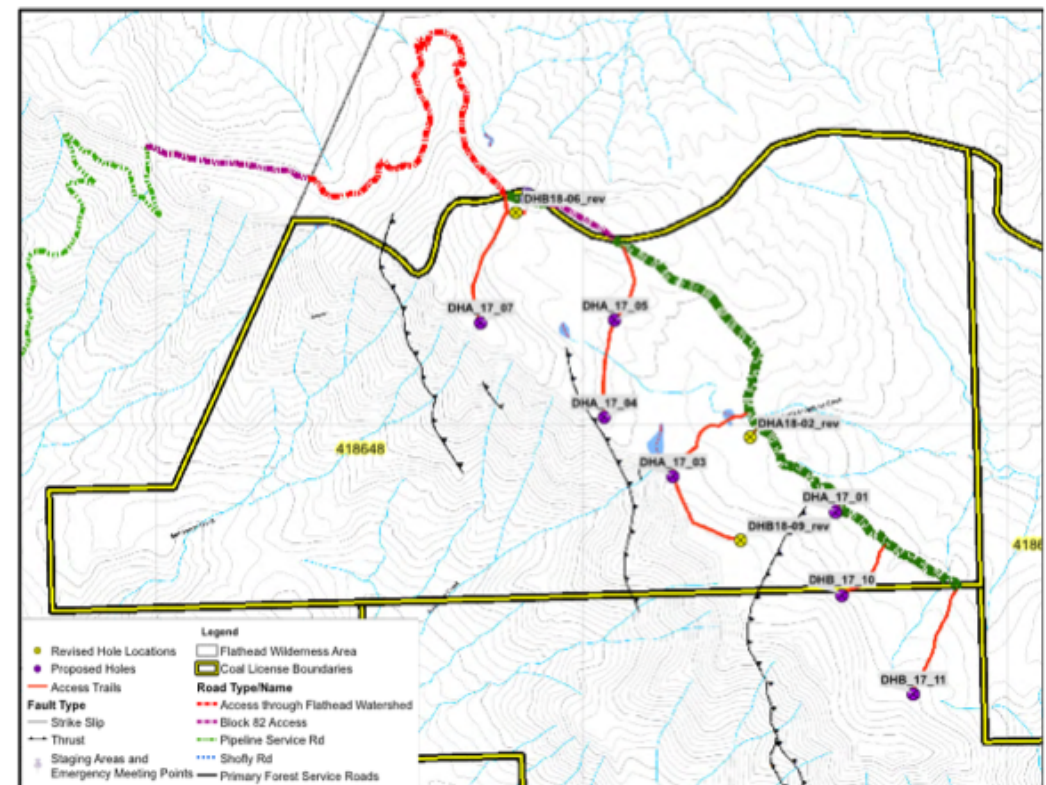 DHB18-06_rev
DHA_17_07
DHA_17_05
DHA_17_04
DHA18-02_rev
418648
DHA_17_03
DHA_17_01
DHB18-09_rev
4186
DHB_17_10
DHB_17_11
Legend
Revised Hole Locations
Proposed Holes
Access Trails
Fault Type
Strike Slip
Thrust
Staging Areas and
Emergency Meeting Points
Flathead Wilderness Area
Coal License Boundaries
Road Type/Name
Access through Flathead Watershed
Block 82 Access
Pipeline Service Rd
Shofly Rd
Primary Forest Service Roads